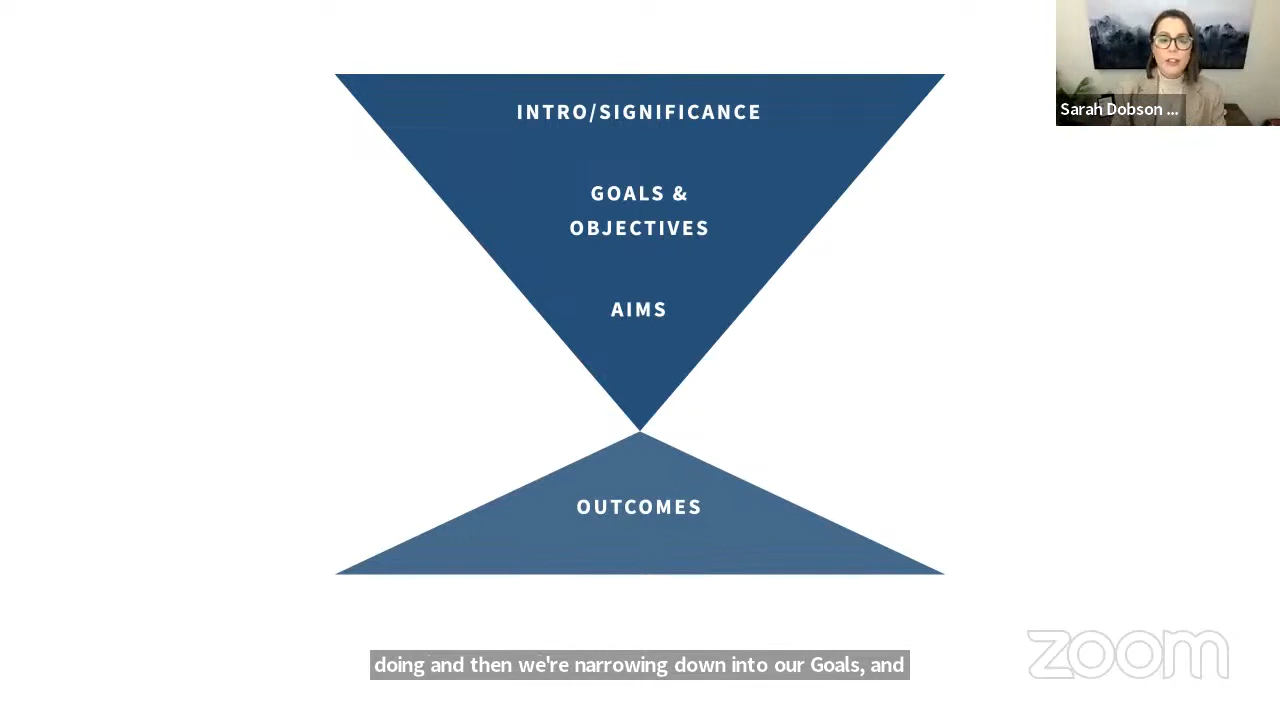 INTRO/SIGNIFICANCE
GOALS &
OBJECTIVES
AIMS
OUTCOMES
Sarah Dobson ...
doing and then we're narrowing down into our Goals, and
zoom